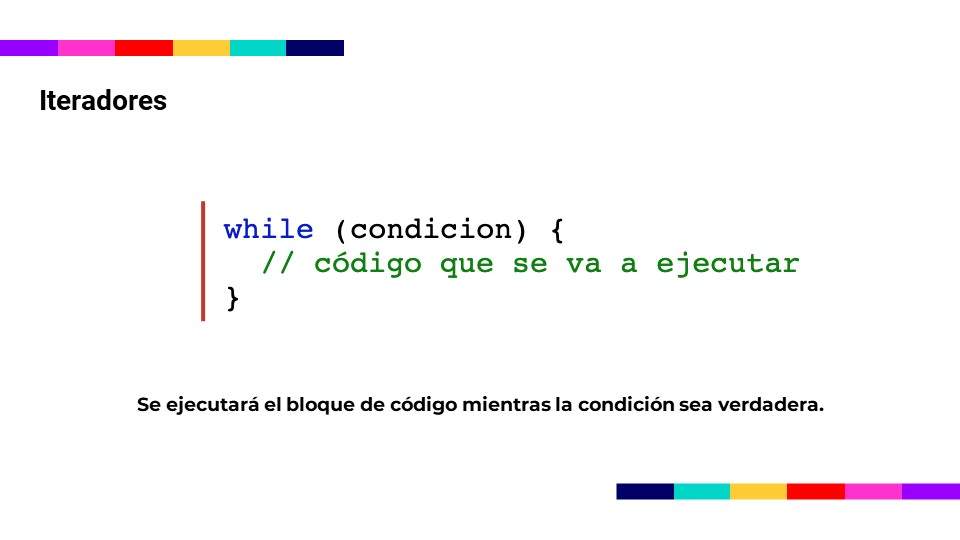 Iteradores
while (condicion) {
  // código que se va a ejecutar
}
Se ejecutará el bloque de código mientras la condición sea verdadera.